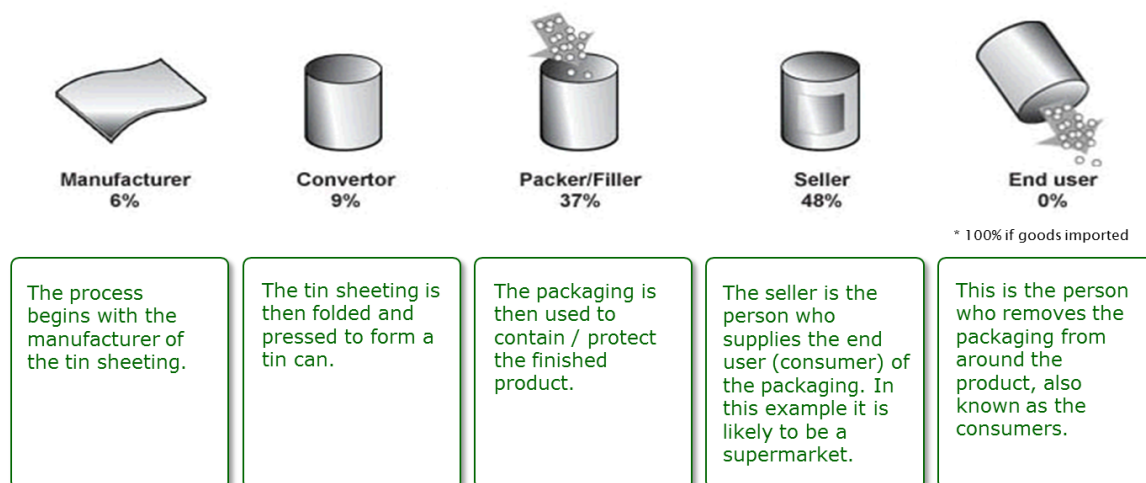 Manufacturer
6%
Convertor
9%
Packer/Filler
37%
Seller
48%
End user
0%
* 100% if goods imported
The process
begins with the
manufacturer of
the tin sheeting.
The tin sheeting is
then folded and
pressed to form a
tin can.
The packaging is
then used to
contain / protect
the finished
product.
The seller is the
person who
supplies the end
user (consumer) of
the packaging. In
this example it is
likely to be a
supermarket.
This is the person
who removes the
packaging from
around the
product, also
known as the
consumers.